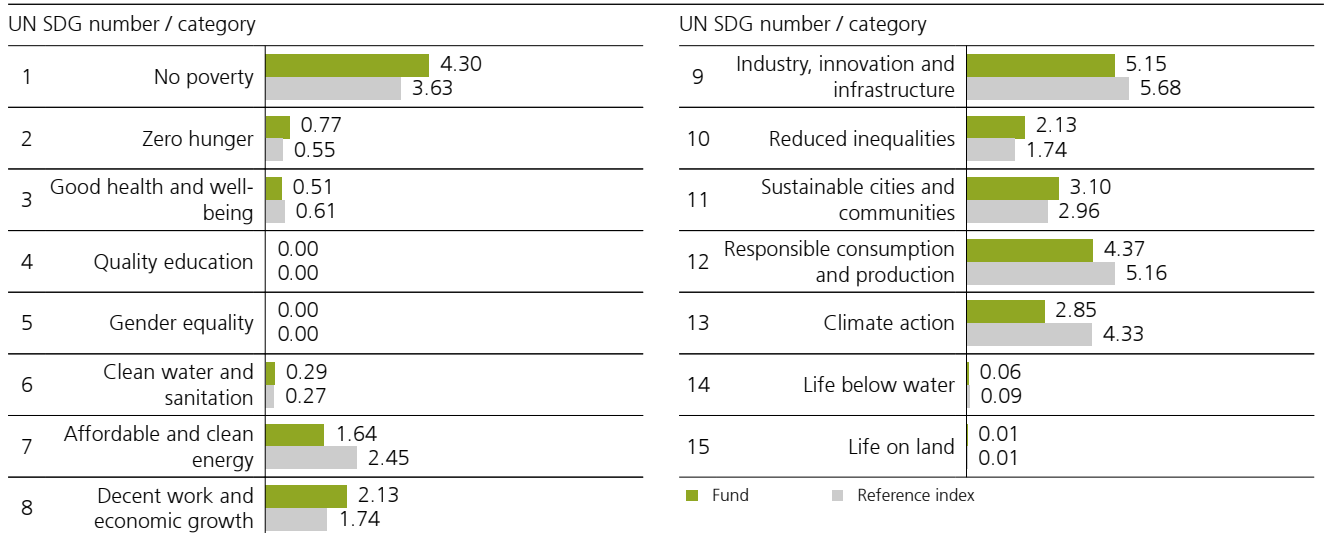 UN SDG number / category
1 No poverty 4.30
3.63
2 Zero hunger 0.77
0.55
3 Good health and well-
being 0.51
0.61
4 Quality education 0.00
0.00
5 Gender equality 0.00
0.00
6 Clean water and
sanitation 0.29
0.27
7 Affordable and clean
energy 1.64
2.45
8 Decent work and
economic growth 2.13
1.74
UN SDG number / category
9 Industry, innovation and
infrastructure 5.15
5.68
10 Reduced inequalities 2.13
1.74
11 Sustainable cities and
communities 3.10
2.96
12 Responsible consumption
and production 4.37
5.16
13 Climate action 2.85
4.33
14 Life below water 0.06
0.09
15 Life on land 0.01
0.01
Fund Reference index